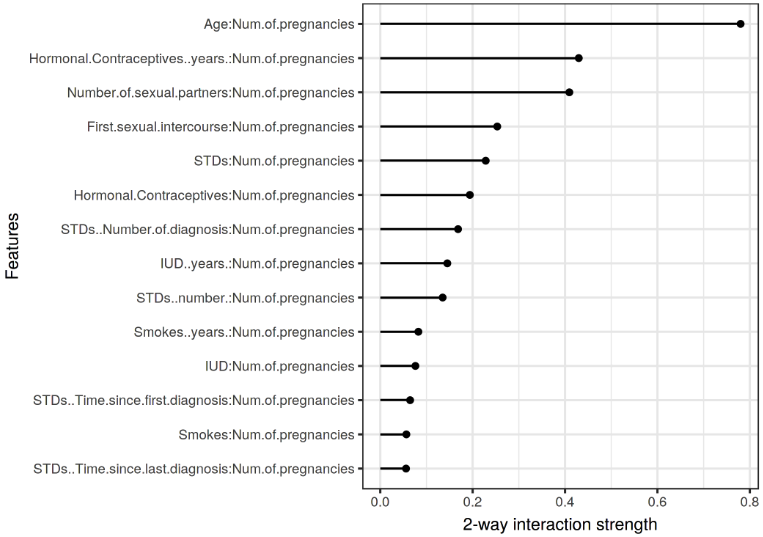 Age:Num.of.pregnancies
Hormonal.Contraceptives..years.:Num.of.pregnancies
Number.of.sexual.partners:Num.of.pregnancies
First.sexual.intercourse:Num.of.pregnancies
STDs:Num.of.pregnancies
Hormonal.Contraceptives:Num.of.pregnancies
STDs..Number.of.diagnosis:Num.of.pregnancies
IUD..years.:Num.of.pregnancies
STDs..number.:Num.of.pregnancies
Smokes..years.:Num.of.pregnancies
IUD:Num.of.pregnancies
STDs..Time.since.first.diagnosis:Num.of.pregnancies
Smokes:Num.of.pregnancies
STDs..Time.since.last.diagnosis:Num.of.pregnancies
Features
0.0 0.2 0.4 0.6 0.8
2-way interaction strength